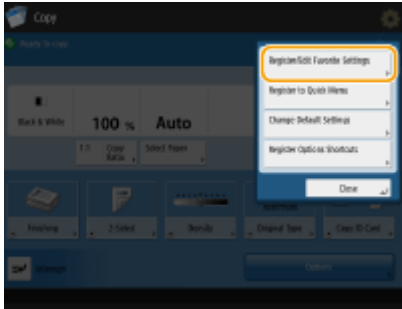 Copy
Ready to copy.
Register/Edit Favorite Settings
Register to Quick Menu
Change Default Settings
Register Options Shortcuts
Close
Black & White
100 %
Auto
1:1
Copy Ratio
Select Paper
Finishing
2-Sided
Density
Original Type
Copy ID Card
Interrupt
Options